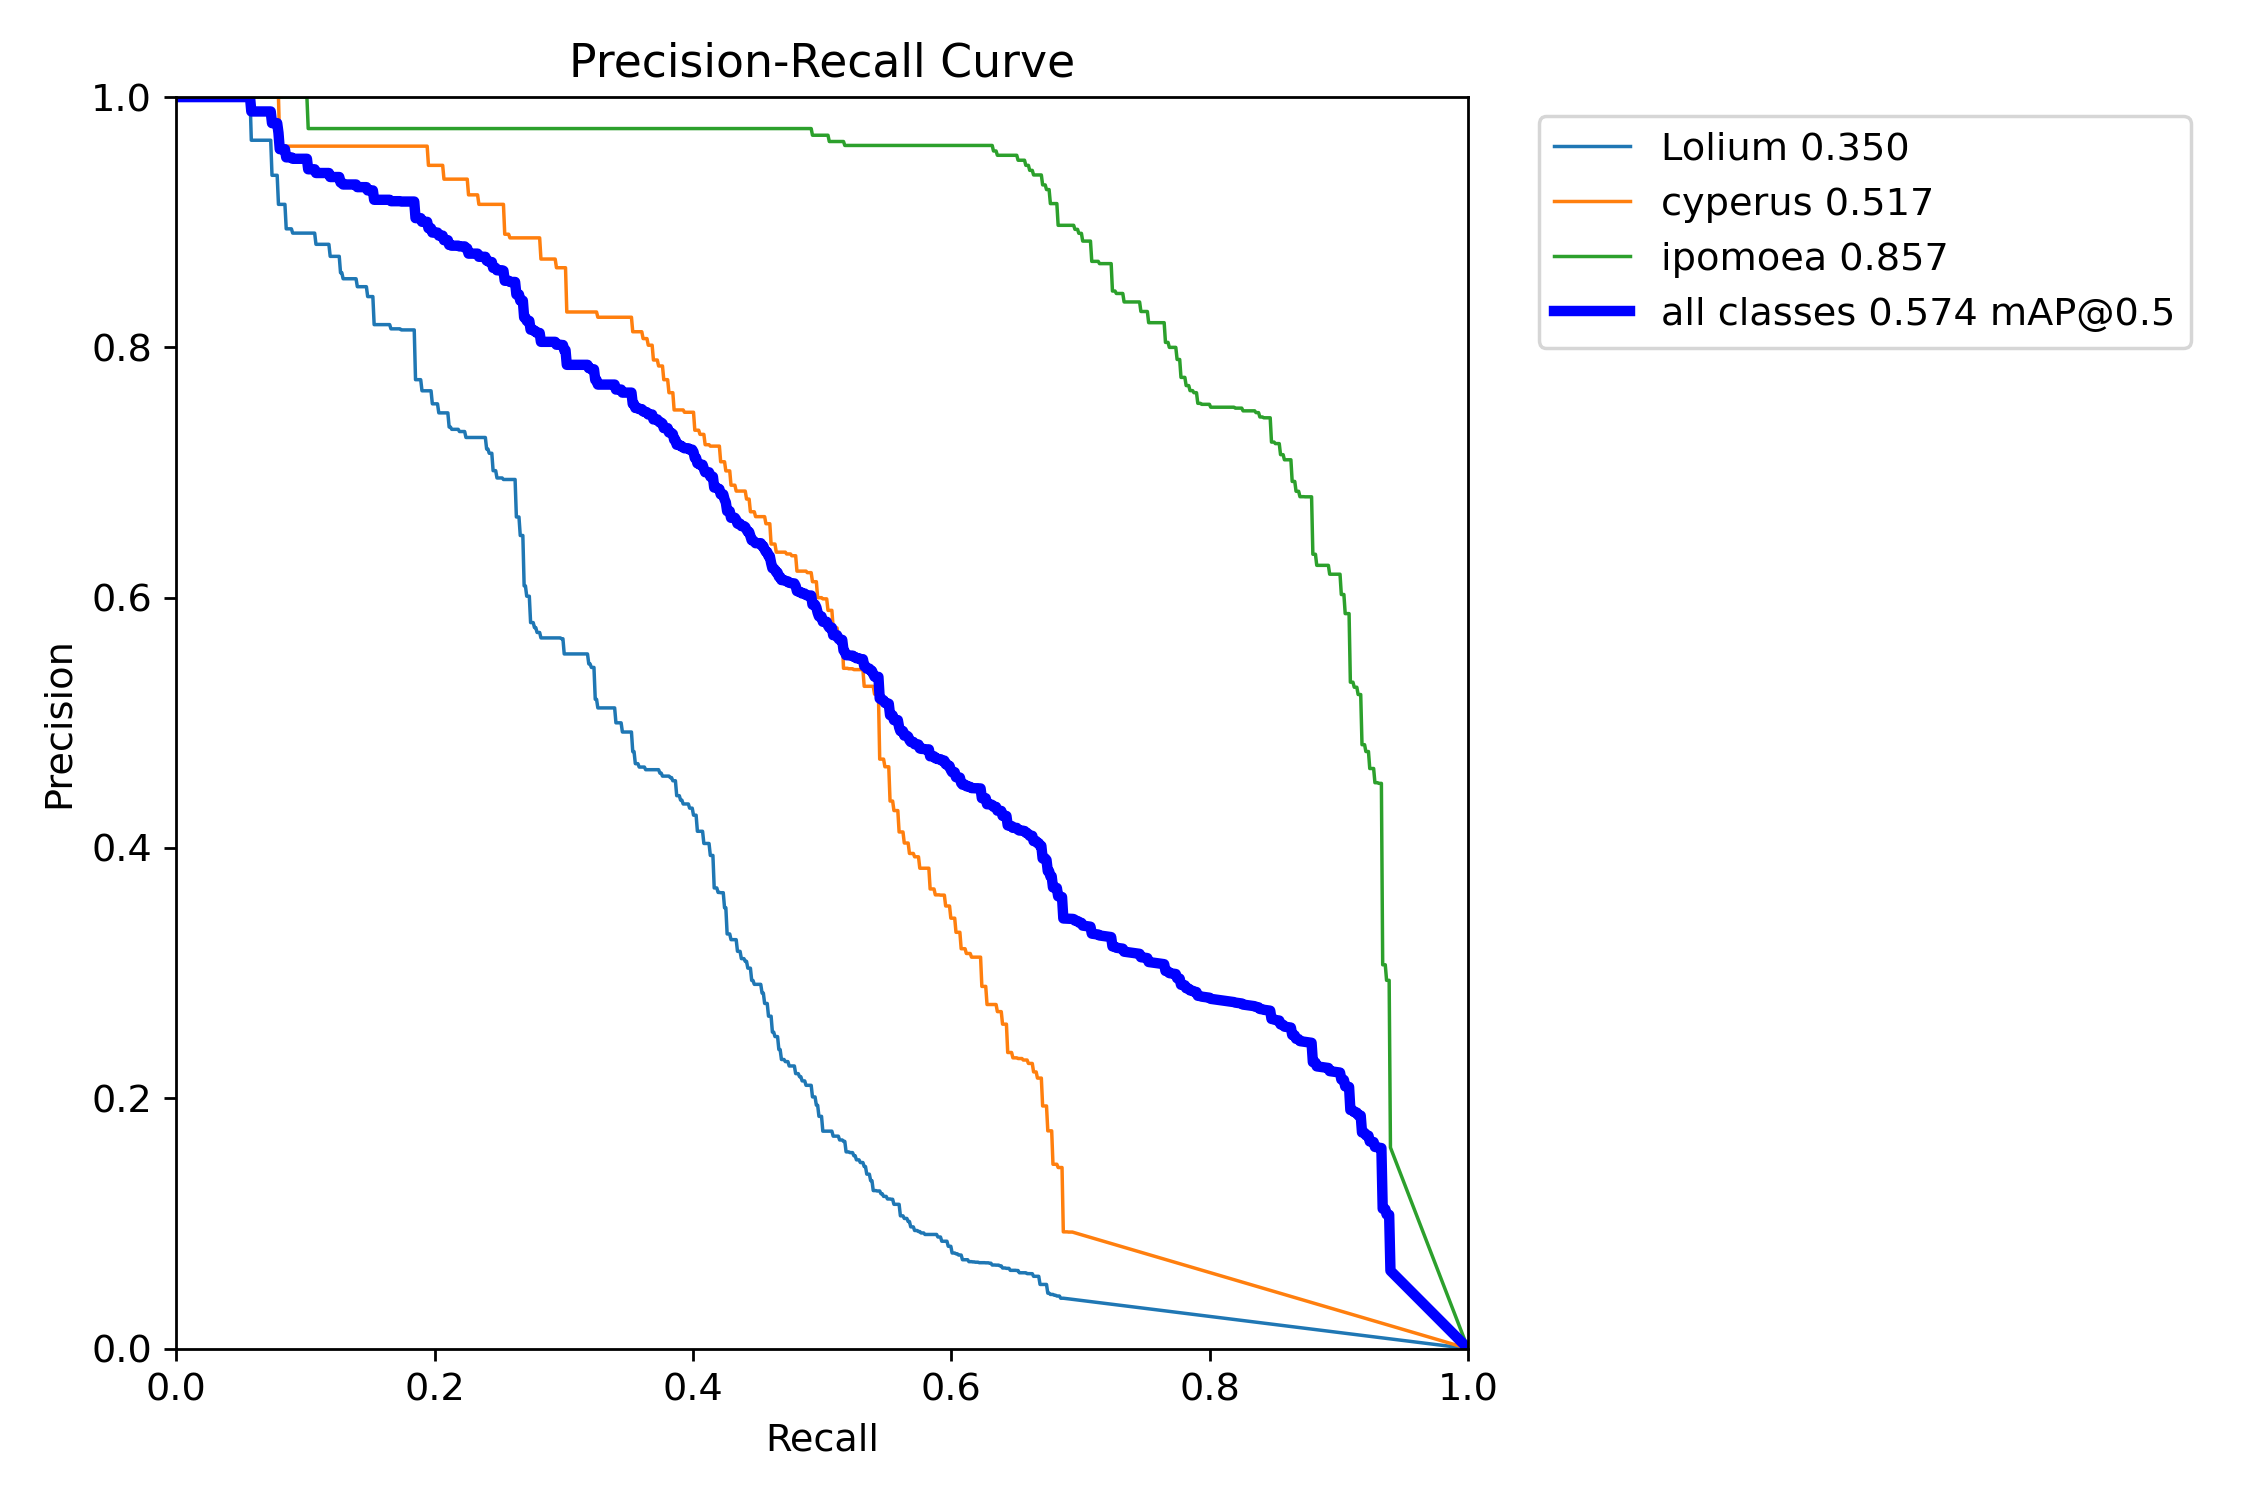 Precision-Recall Curve
1.0
0.8
0.6
0.4
0.2
0.0
Precision
0.0 0.2 0.4 0.6 0.8 1.0
Recall
Lolium 0.350
cyperus 0.517
ipomoea 0.857
all classes 0.574 mAP@0.5